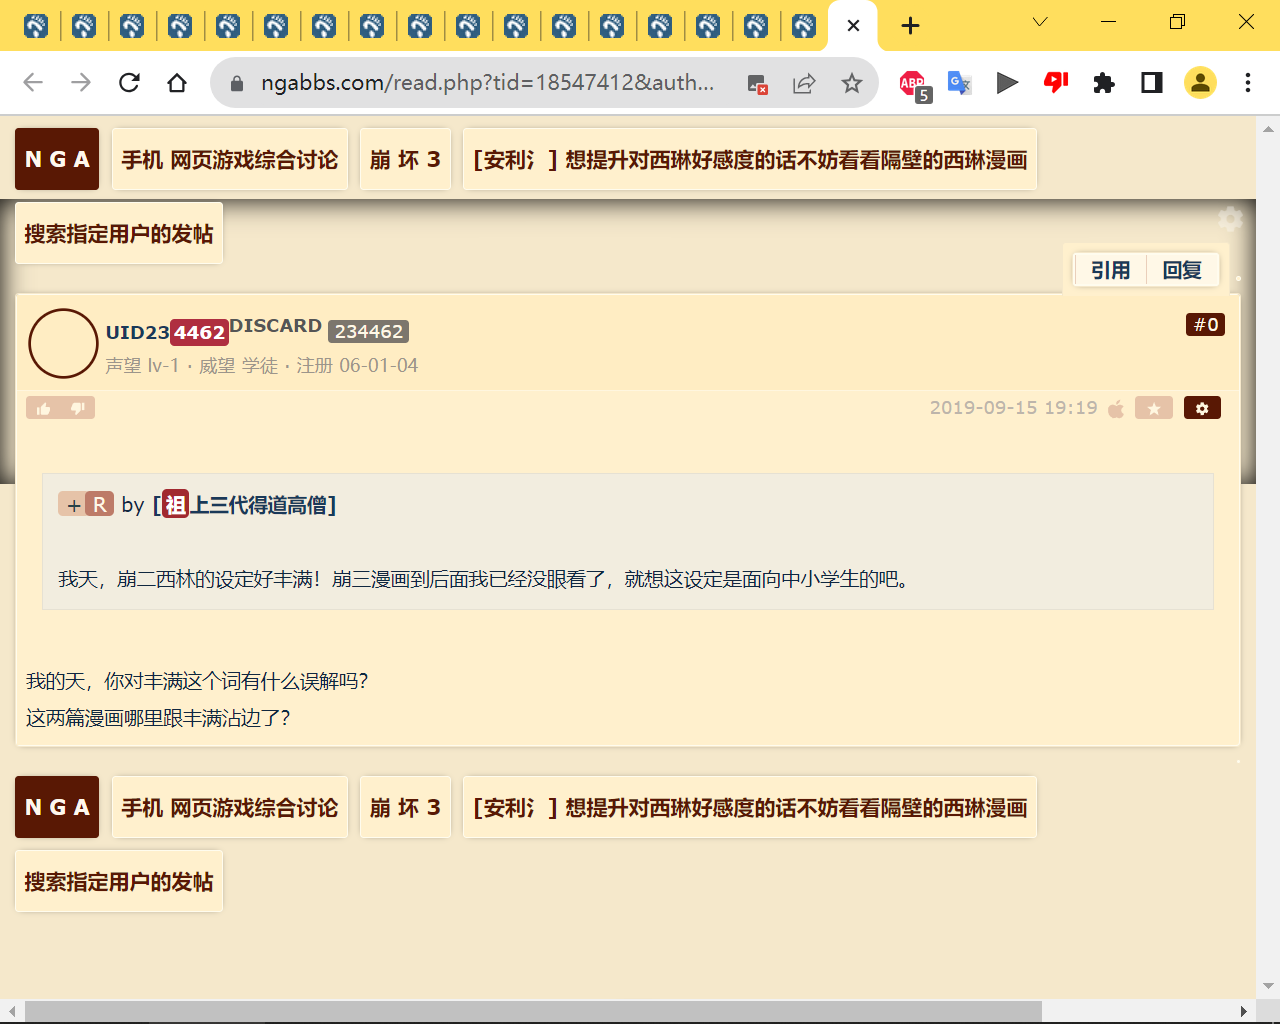 ngabbs.com/read.php?tid=18547412&auth...
ABP
5
NGA 手机 网页游戏综合讨论 崩 坏 3 [安利氵] 想提升对西琳好感度的话不妨看看隔壁的西琳漫画
搜索指定用户的发帖
引用 回复
UID234462 DISCARD 234462 #0
声望 lv-1 · 威望 学徒 · 注册 06-01-04
2019-09-15 19:19
+ R by [祖上三代得道高僧]
我天，崩二西林的设定好丰满！崩三漫画到后面我已经没眼看了，就想这设定是面向中小学生的吧。
我的天，你对丰满这个词有什么误解吗？
这两篇漫画哪里跟丰满沾边了？
NGA 手机 网页游戏综合讨论 崩 坏 3 [安利氵] 想提升对西琳好感度的话不妨看看隔壁的西琳漫画
搜索指定用户的发帖